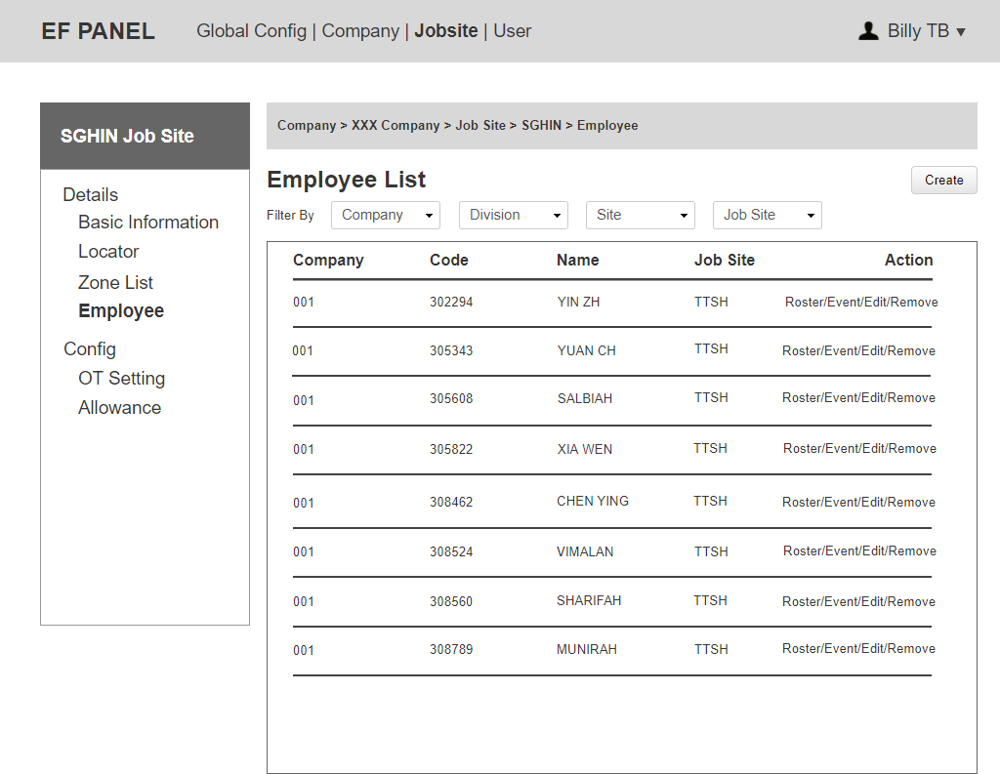 EF PANEL Global Config | Company | Jobsite | User Billy TB ▼
SGHIN Job Site
Details
Basic Information
Locator
Zone List
Employee
Config
OT Setting
Allowance
Company > XXX Company > Job Site > SGHIN > Employee
Employee List Create
Filter By Company Division Site Job Site
Company Code Name Job Site Action
001 302294 YIN ZH TTSH Roster/Event/Edit/Remove
001 305343 YUAN CH TTSH Roster/Event/Edit/Remove
001 305608 SALBIAH TTSH Roster/Event/Edit/Remove
001 305822 XIA WEN TTSH Roster/Event/Edit/Remove
001 308462 CHEN YING TTSH Roster/Event/Edit/Remove
001 308524 VIMALAN TTSH Roster/Event/Edit/Remove
001 308560 SHARIFAH TTSH Roster/Event/Edit/Remove
001 308789 MUNIRAH TTSH Roster/Event/Edit/Remove